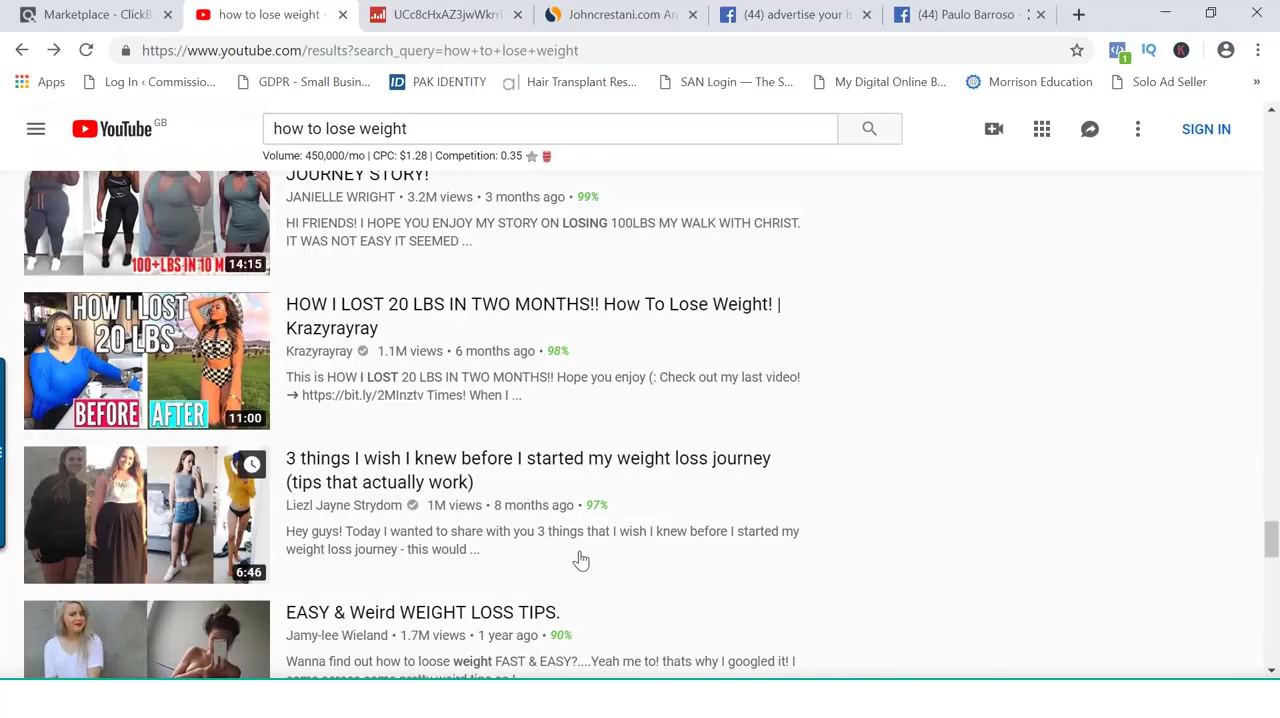 Marketplace - ClickB
how to lose weight -
UCc8cHxAZ3jwWkrr
Johncrestani.com An
(44) advertise your b
(44) Paulo Barroso -
https://www.youtube.com/results?search_query=how+to+lose+weight
IQ
K
1
Apps
Log In ‹ Commissio...
GDPR - Small Busin...
ID PAK IDENTITY
Hair Transplant Res...
SAN Login — The S...
My Digital Online B...
Morrison Education
Solo Ad Seller
»
YouTube GB
how to lose weight
SIGN IN
Volume: 450,000/mo | CPC: $1.28 | Competition: 0.35
JOURNEY STORY!
JANIELLE WRIGHT • 3.2M views • 3 months ago • 99%
HI FRIENDS! I HOPE YOU ENJOY MY STORY ON LOSING 100LBS MY WALK WITH CHRIST.
IT WAS NOT EASY IT SEEMED ...
100+LBS IN 10 M
14:15
HOW I LOST
20 LBS
BEFORE
AFTER
11:00
HOW I LOST 20 LBS IN TWO MONTHS!! How To Lose Weight! |
Krazyrayray
Krazyrayray 1.1M views • 6 months ago • 98%
This is HOW I LOST 20 LBS IN TWO MONTHS!! Hope you enjoy (: Check out my last video!
→ https://bit.ly/2MInztv Times! When I ...
6:46
3 things I wish I knew before I started my weight loss journey
(tips that actually work)
Liezl Jayne Strydom 1M views • 8 months ago • 97%
Hey guys! Today I wanted to share with you 3 things that I wish I knew before I started my
weight loss journey - this would ...
EASY & Weird WEIGHT LOSS TIPS.
Jamy-lee Wieland • 1.7M views • 1 year ago • 90%
Wanna find out how to loose weight FAST & EASY?....Yeah me to! thats why I googled it! I